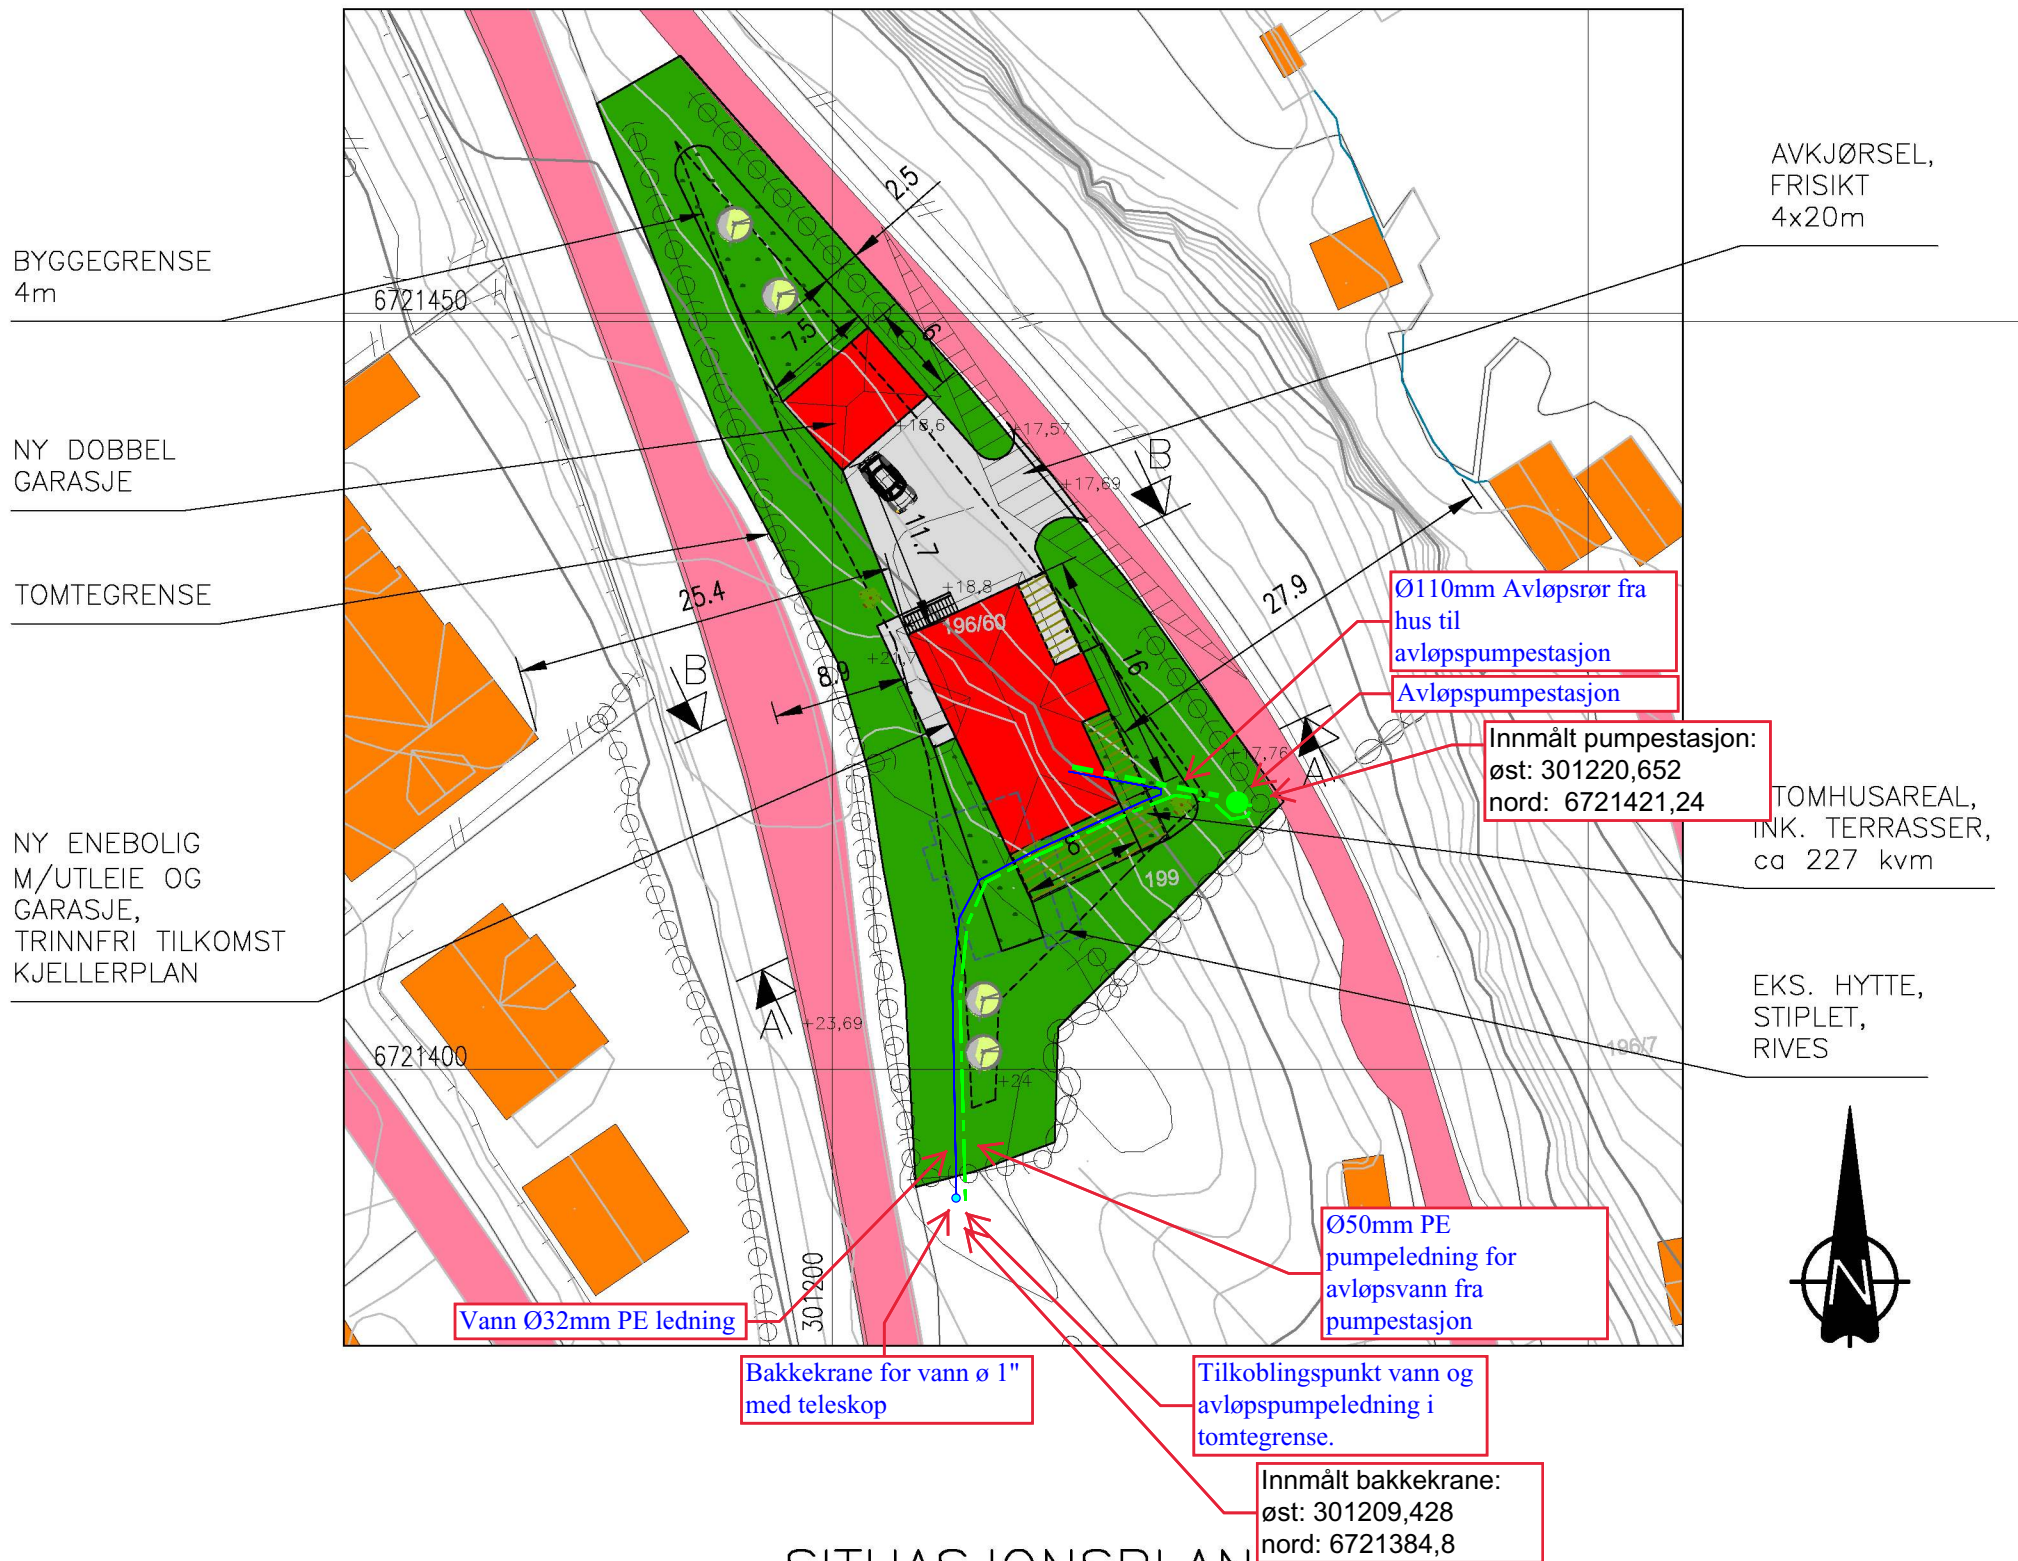 AVKJØRSEL,
FRISIKT
4x20m
BYGGEGRENSE
4m
6721450
2.5
7.5
6
NY DOBBEL
GARASJE
+18,6
+17,57
+17,69
B
11.7
TOMTEGRENSE
25.4
+18,8
196/60
27.9
Ø110mm Avløpsrør fra
hus til
avløpspumpestasjon
B
8.9
16
Avløpspumpestasjon
Innmålt pumpestasjon:
øst: 301220,652
nord: 6721421,24
+17,76
A
TOMHUSAREAL,
INK. TERRASSER,
ca 227 kvm
NY ENEBOLIG
M/UTLEIE OG
GARASJE,
TRINNFRI TILKOMST
KJELLERPLAN
8
199
EKS. HYTTE,
STIPLET,
RIVES
A
+23,69
6721400
196/7
+24
N
301200
Ø50mm PE
pumpeledning for
avløpsvann fra
pumpestasjon
Vann Ø32mm PE ledning
Bakkekrane for vann ø 1"
med teleskop
Tilkoblingspunkt vann og
avløpspumpeledning i
tomtegrense.
Innmålt bakkekrane:
øst: 301209,428
nord: 6721384,8
SITUASJONSPLAN